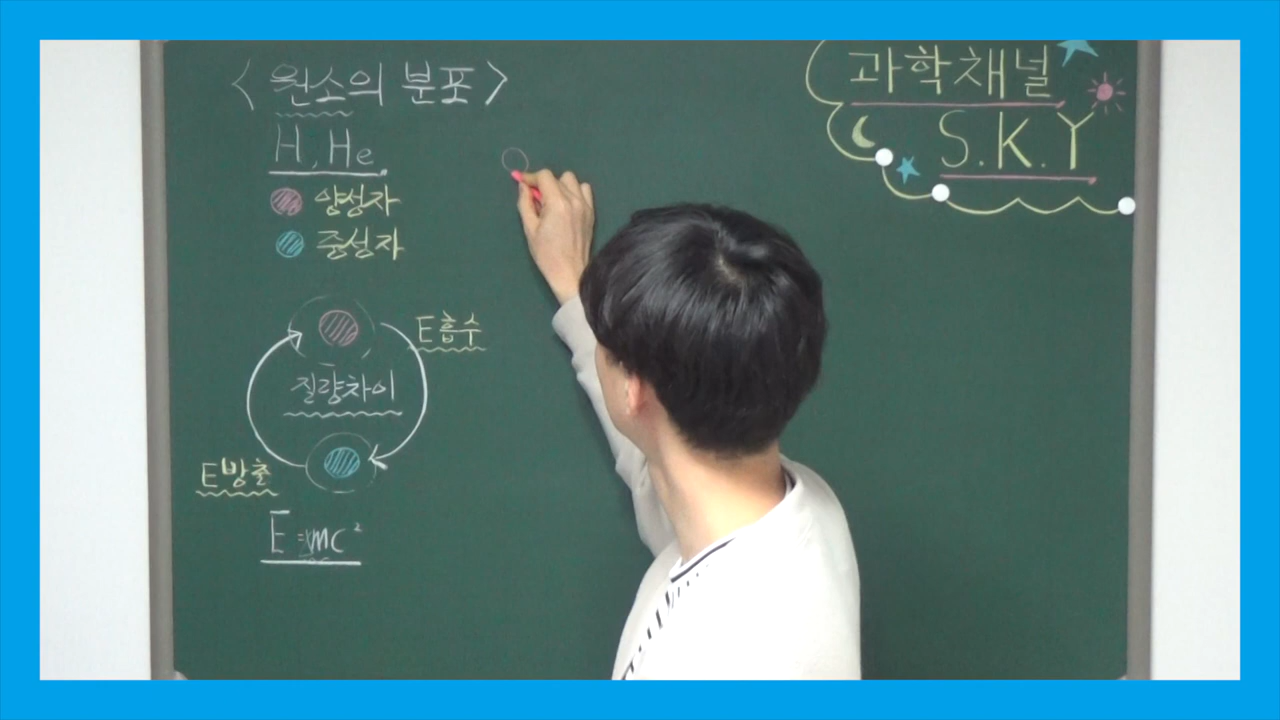 <원소의 분포>
H, He
양성자
중성자
E흡수
질량차이
E방출
E=mc²
과학채널
S.K.Y